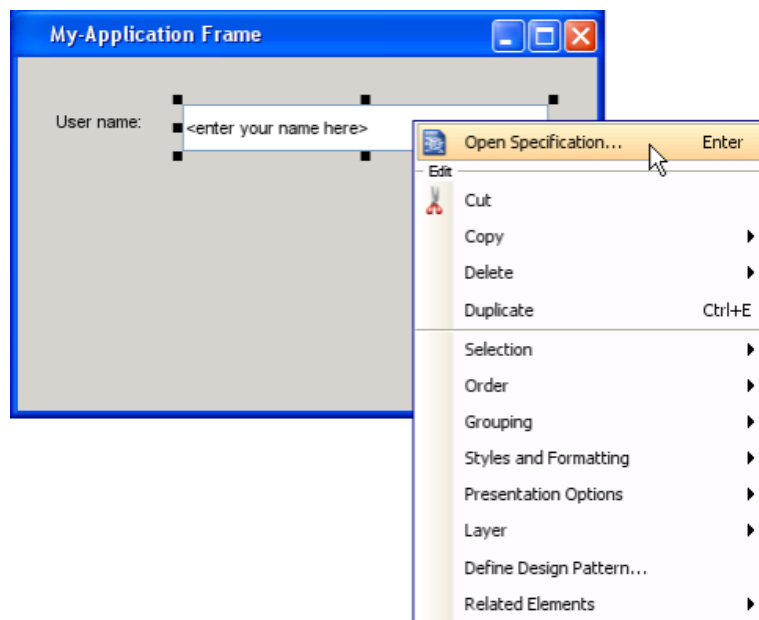 My-Application Frame
User name:
<enter your name here>
Open Specification... Enter
Edit
Cut
Copy
Delete
Duplicate Ctrl+E
Selection
Order
Grouping
Styles and Formatting
Presentation Options
Layer
Define Design Pattern...
Related Elements